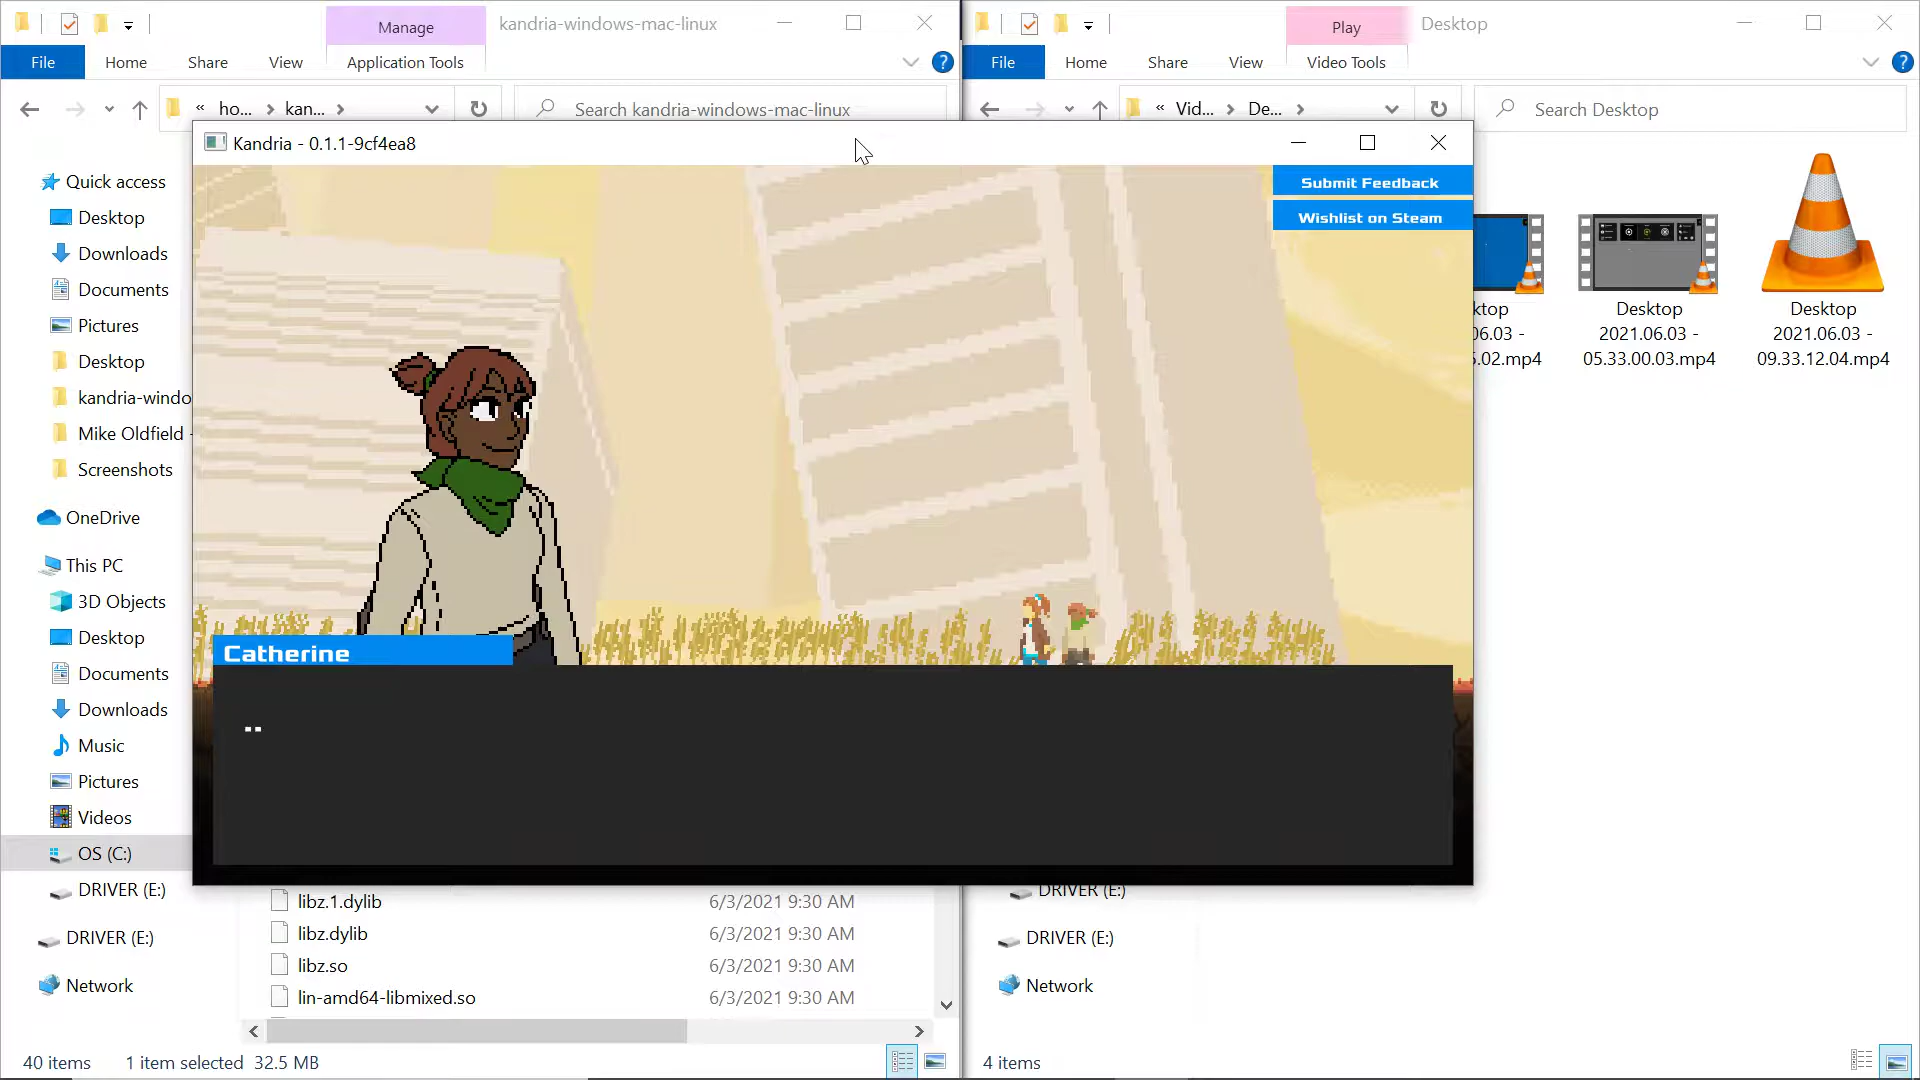 Manage
kandria-windows-mac-linux
File
Home
Share
View
Application Tools
« ho... > kan... >
Search kandria-windows-mac-linux
Play
Desktop
File
Home
Share
View
Video Tools
« Vid... > De... >
Search Desktop
Kandria - 0.1.1-9cf4ea8
Submit Feedback
Wishlist on Steam
Catherine
..
Quick access
Desktop
Downloads
Documents
Pictures
Desktop
kandria-windo
Mike Oldfield -
Screenshots
OneDrive
This PC
3D Objects
Desktop
Documents
Downloads
Music
Pictures
Videos
OS (C:)
DRIVER (E:)
DRIVER (E:)
Network
libz.1.dylib 6/3/2021 9:30 AM
libz.dylib 6/3/2021 9:30 AM
libz.so 6/3/2021 9:30 AM
lin-amd64-libmixed.so 6/3/2021 9:30 AM
40 items 1 item selected 32.5 MB
ktop
06.03 -
5.02.mp4
Desktop
2021.06.03 -
05.33.00.03.mp4
Desktop
2021.06.03 -
09.33.12.04.mp4
DRIVER (E:)
DRIVER (E:)
Network
4 items